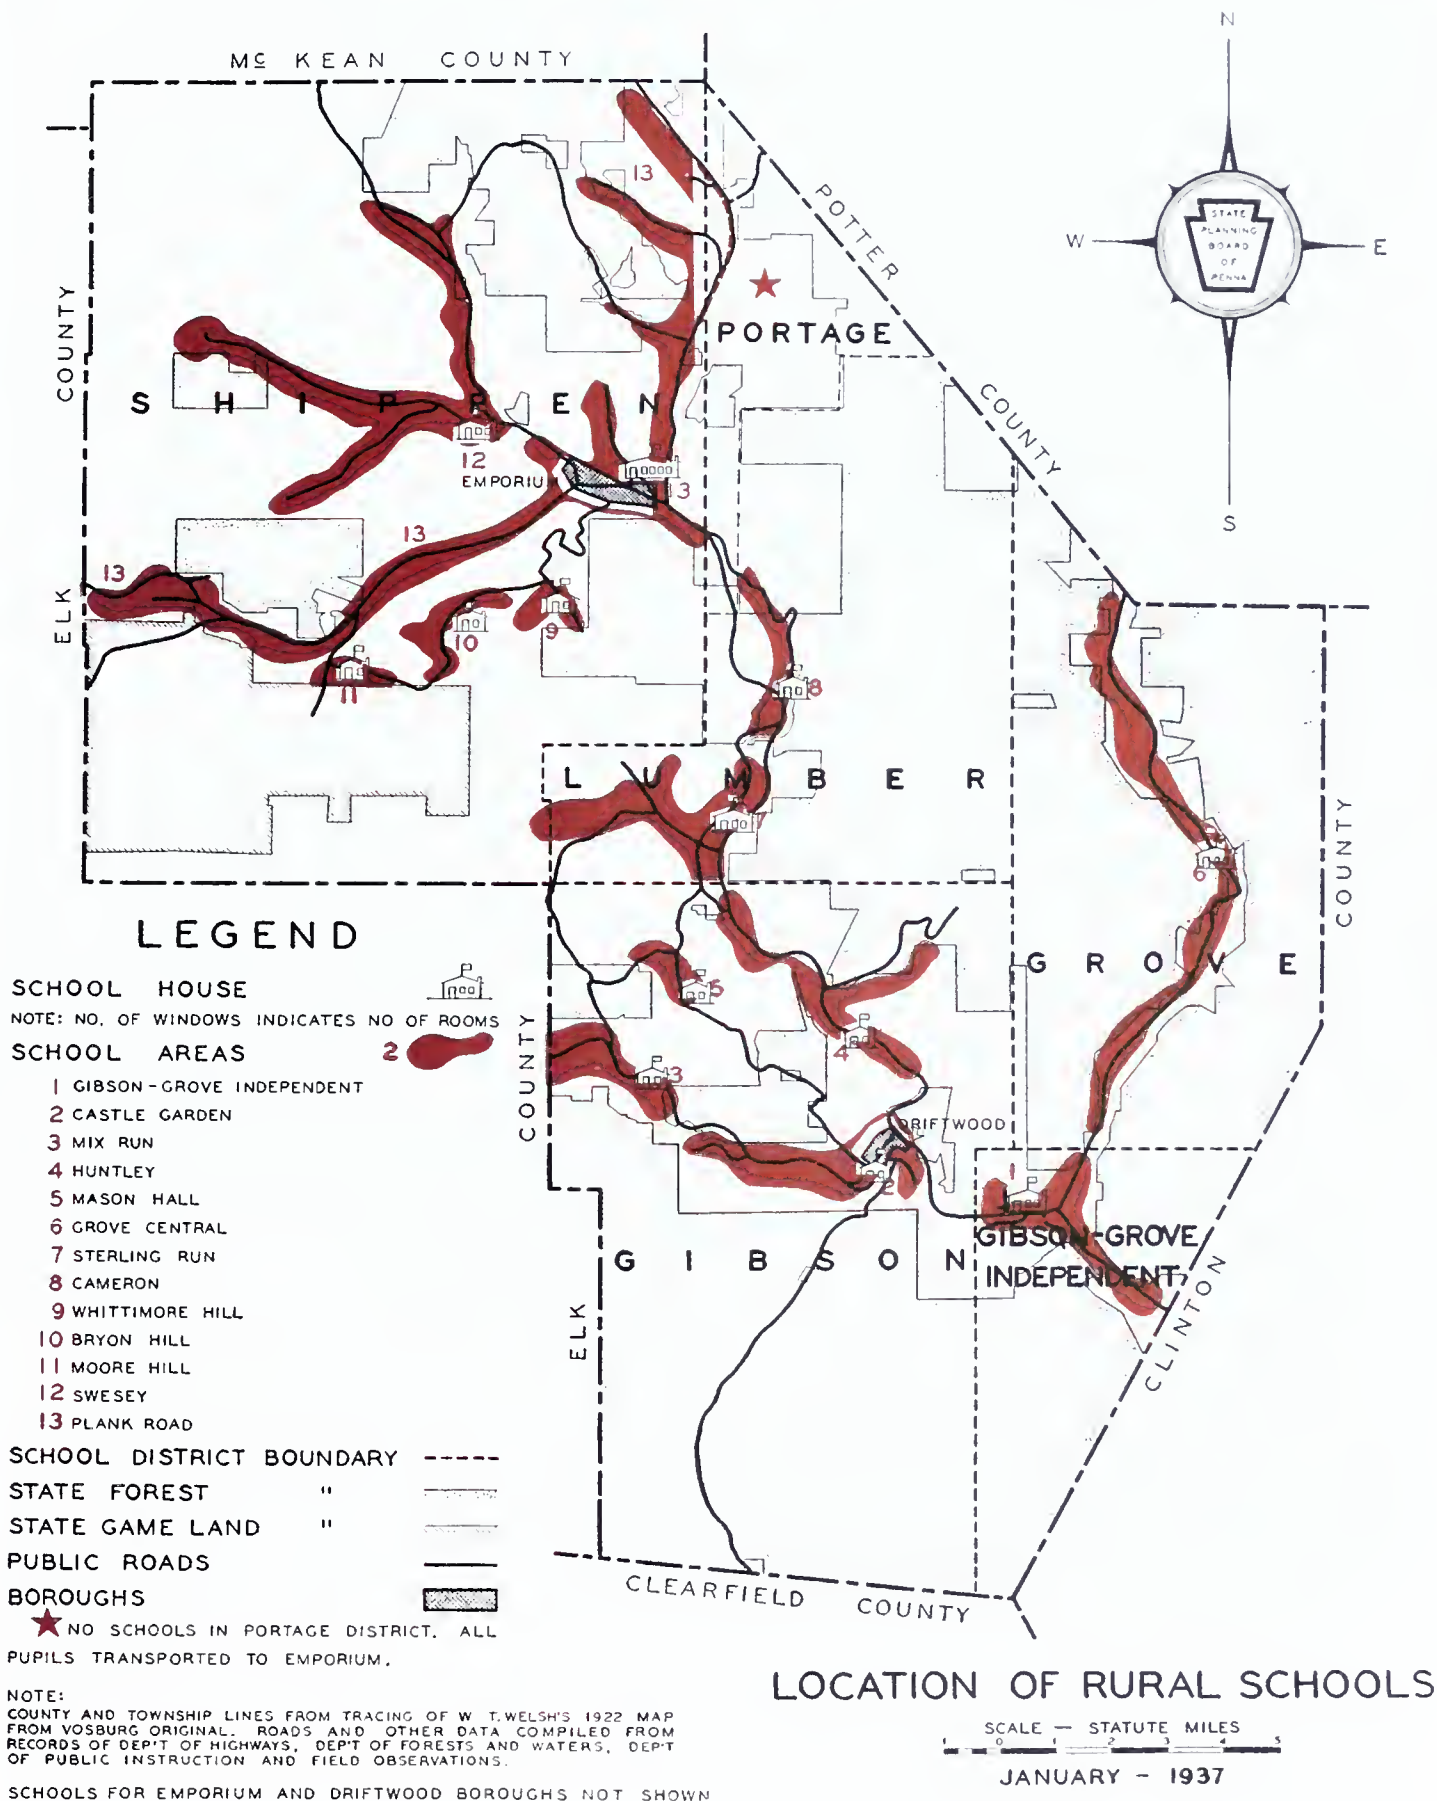 Mc KEAN COUNTY
N
STATE
PLANNING
BOARD
OF
PENNA
W
E
S
POTTER
COUNTY
13
PORTAGE
COUNTY
SHIPPEN
12
EMPORIU
13
13
13
ELK
10
9
11
8
LUMBER
7
6
COUNTY
GROVE
5
4
3
COUNTY
DRIFTWOOD
2
1
GIBSON-GROVE
INDEPENDENT
GIBSON
ELK
CLINTON
CLEARFIELD COUNTY
LEGEND
SCHOOL HOUSE
NOTE: NO. OF WINDOWS INDICATES NO OF ROOMS
SCHOOL AREAS 2
1 GIBSON-GROVE INDEPENDENT
2 CASTLE GARDEN
3 MIX RUN
4 HUNTLEY
5 MASON HALL
6 GROVE CENTRAL
7 STERLING RUN
8 CAMERON
9 WHITTIMORE HILL
10 BRYON HILL
11 MOORE HILL
12 SWESEY
13 PLANK ROAD
SCHOOL DISTRICT BOUNDARY
STATE FOREST "
STATE GAME LAND "
PUBLIC ROADS
BOROUGHS
★ NO SCHOOLS IN PORTAGE DISTRICT. ALL
PUPILS TRANSPORTED TO EMPORIUM.
NOTE:
COUNTY AND TOWNSHIP LINES FROM TRACING OF W. T. WELSH'S 1922 MAP
FROM VOSBURG ORIGINAL. ROADS AND OTHER DATA COMPILED FROM
RECORDS OF DEP'T OF HIGHWAYS, DEP'T OF FORESTS AND WATERS, DEP'T
OF PUBLIC INSTRUCTION AND FIELD OBSERVATIONS.
SCHOOLS FOR EMPORIUM AND DRIFTWOOD BOROUGHS NOT SHOWN
LOCATION OF RURAL SCHOOLS
SCALE — STATUTE MILES
1 0 1 2 3 4 5
JANUARY - 1937